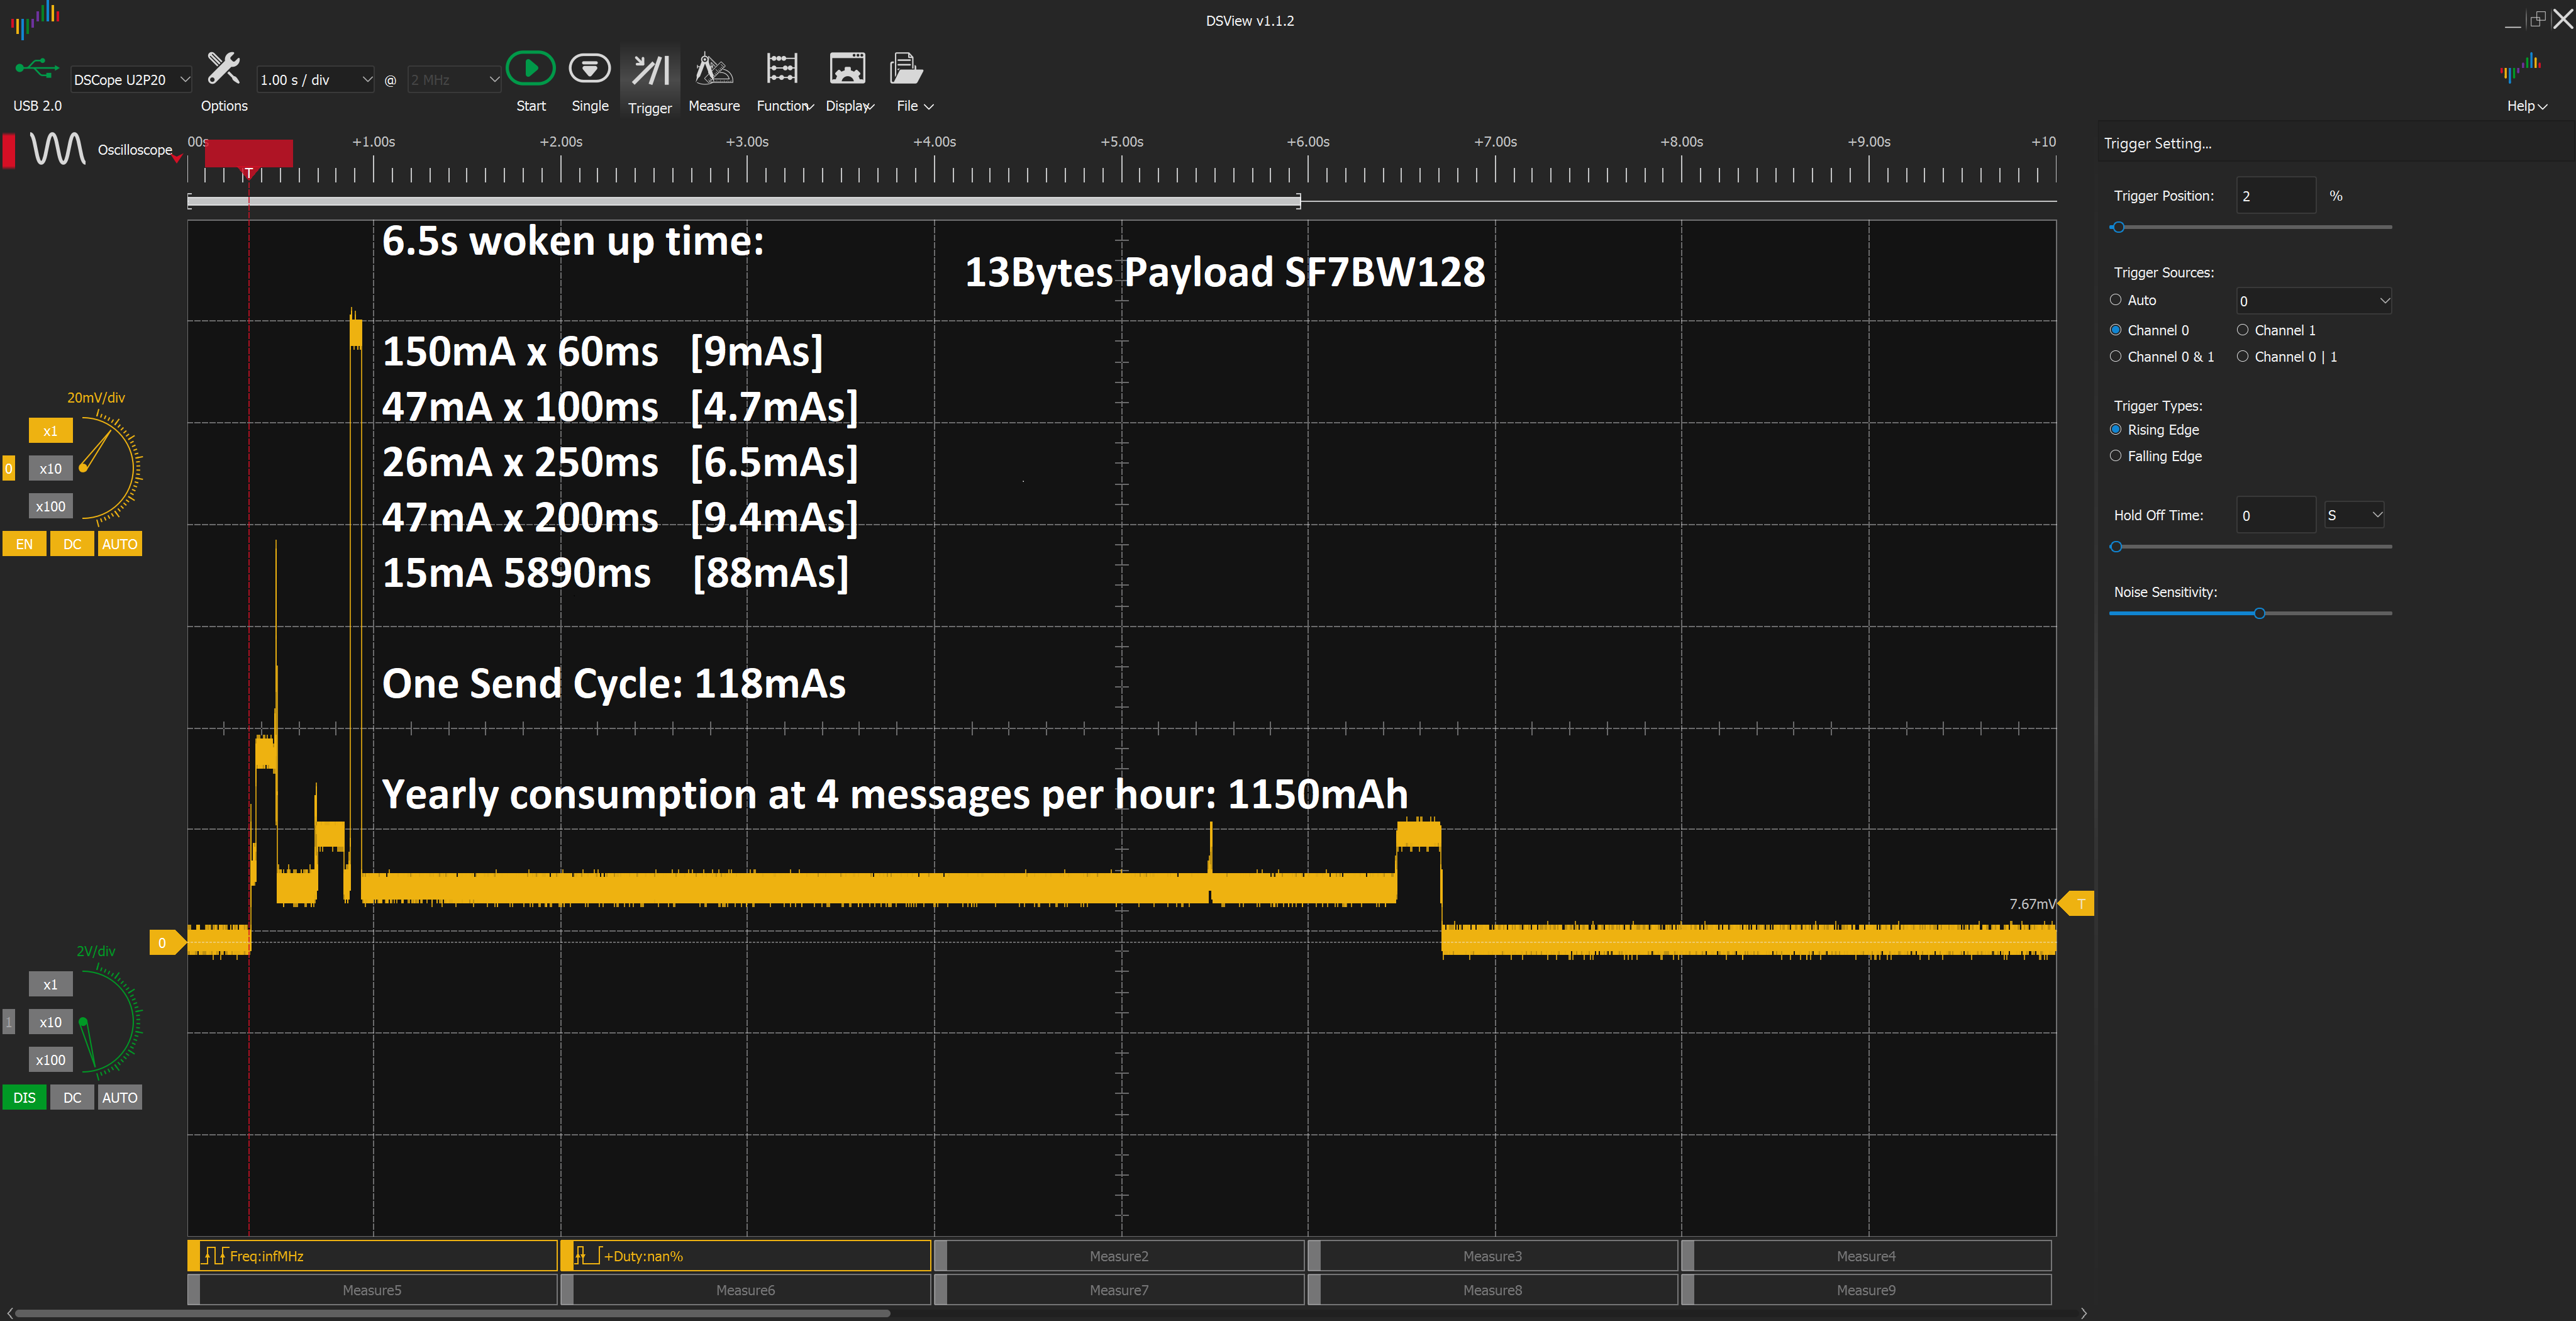 DSView v1.1.2
USB 2.0
DSCope U2P20
Options
1.00 s / div
@
2 MHz
Start
Single
Trigger
Measure
Function
Display
File
Help
Oscilloscope
00s
+1.00s
+2.00s
+3.00s
+4.00s
+5.00s
+6.00s
+7.00s
+8.00s
+9.00s
+10
T
6.5s woken up time:
13Bytes Payload SF7BW128
150mA x 60ms [9mAs]
47mA x 100ms [4.7mAs]
26mA x 250ms [6.5mAs]
47mA x 200ms [9.4mAs]
15mA 5890ms [88mAs]
One Send Cycle: 118mAs
Yearly consumption at 4 messages per hour: 1150mAh
7.67mV
T
20mV/div
x1
0
x10
x100
EN
DC
AUTO
0
2V/div
x1
1
x10
x100
DIS
DC
AUTO
Freq:infMHz
+Duty:nan%
Measure2
Measure3
Measure4
Measure5
Measure6
Measure7
Measure8
Measure9
Trigger Setting...
Trigger Position:
2
%
Trigger Sources:
Auto
0
Channel 0
Channel 1
Channel 0 & 1
Channel 0 | 1
Trigger Types:
Rising Edge
Falling Edge
Hold Off Time:
0
S
Noise Sensitivity: